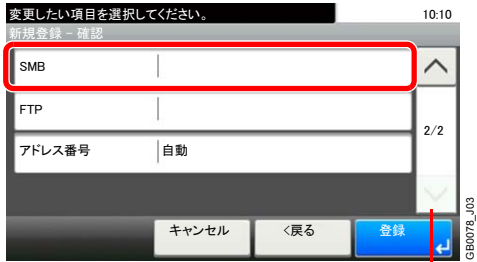 変更したい項目を選択してください。 10:10
新規登録 - 確認
SMB
FTP
2/2
アドレス番号 自動
キャンセル <戻る 登録
GB0078_J03